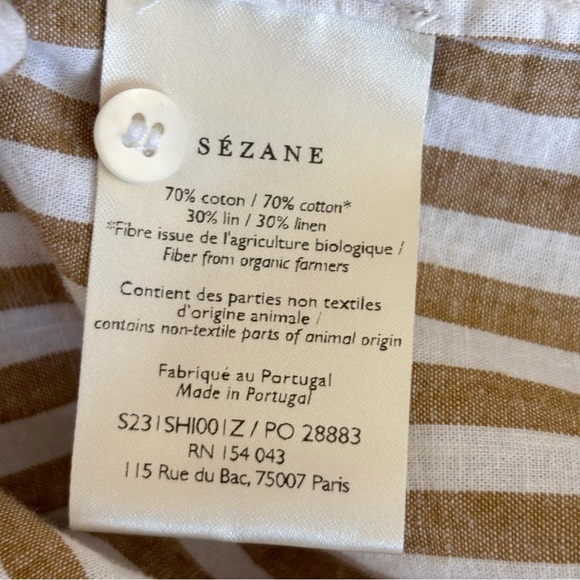 SÉZANE
70% coton / 70% cotton*
30% lin / 30% linen
*Fibre issue de l'agriculture biologique /
Fiber from organic farmers
Contient des parties non textiles
d'origine animale /
contains non-textile parts of animal origin
Fabriqué au Portugal
Made in Portugal
S231SH1001Z / PO 28883
RN 154 043
115 Rue du Bac, 75007 Paris